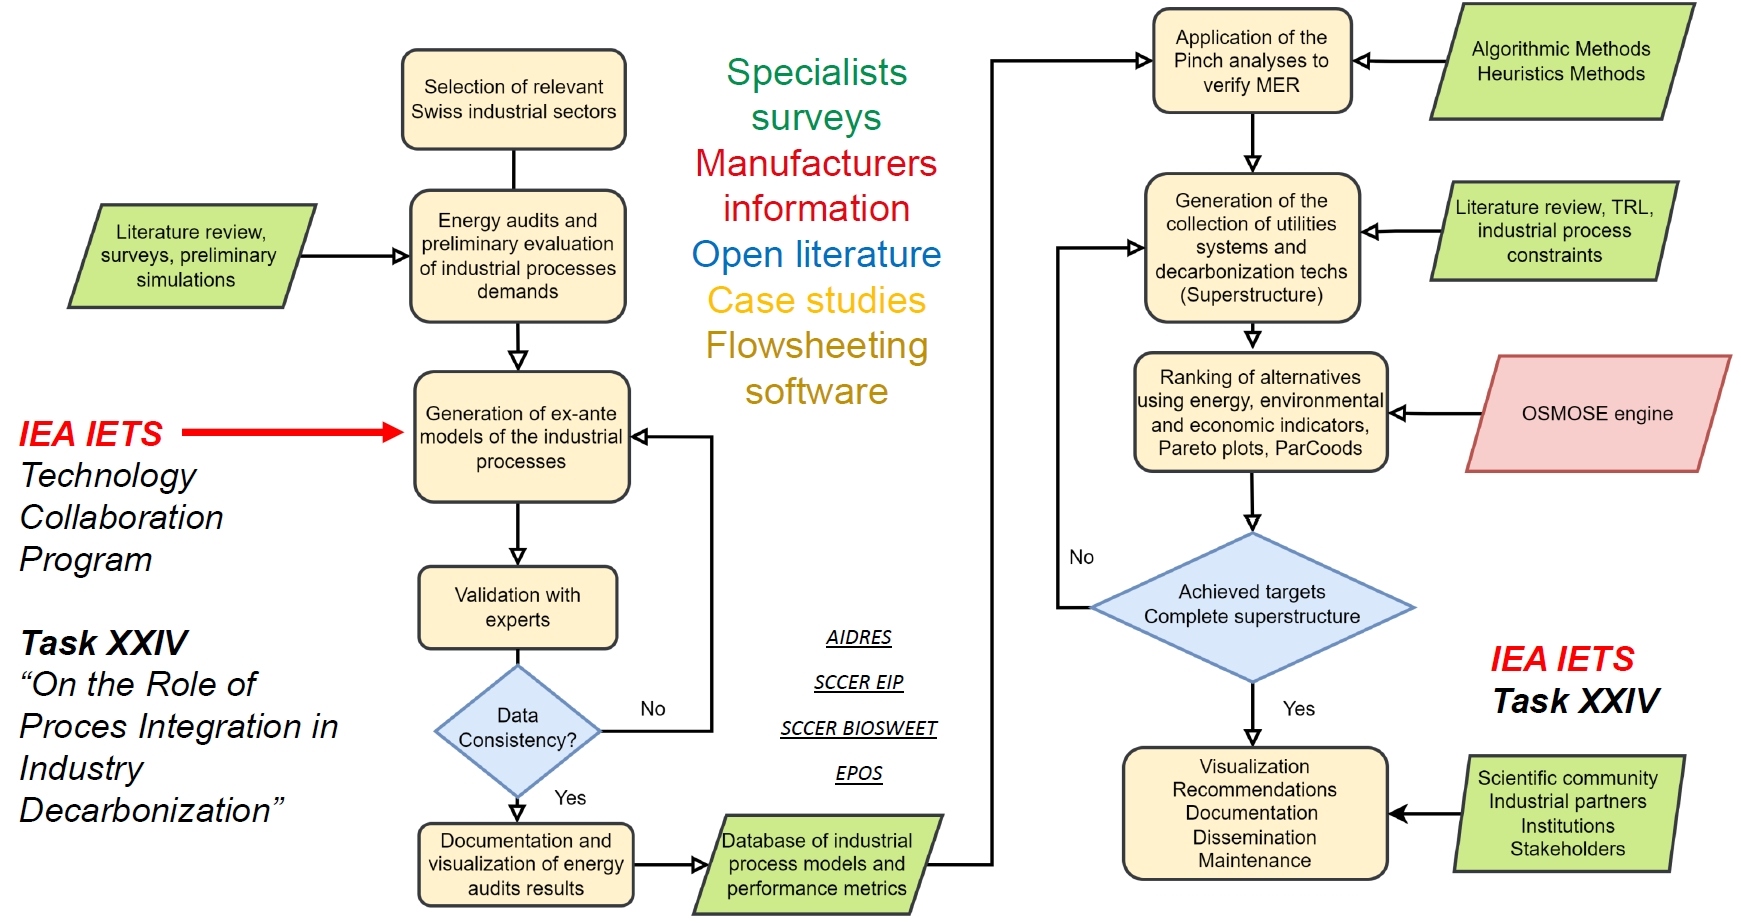 Selection of relevant
Swiss industrial sectors
Literature review,
surveys, preliminary
simulations
Energy audits and
preliminary evaluation
of industrial processes
demands
IEA IETS
Technology
Collaboration
Program
Generation of ex-ante
models of the industrial
processes
Validation with
experts
Task XXIV
“On the Role of
Proces Integration in
Industry
Decarbonization”
Data
Consistency?
No
Yes
Documentation and
visualization of energy
audits results
Specialists
surveys
Manufacturers
information
Open literature
Case studies
Flowsheeting
software
AIDRES
SCCER EIP
SCCER BIOSWEET
EPOS
Database of industrial
process models and
performance metrics
Application of the
Pinch analyses to
verify MER
Algorithmic Methods
Heuristics Methods
Generation of the
collection of utilities
systems and
decarbonization techs
(Superstructure)
Literature review, TRL,
industrial process
constraints
Ranking of alternatives
using energy, environmental
and economic indicators,
Pareto plots, ParCoods
OSMOSE engine
No
Achieved targets
Complete superstructure
Yes
IEA IETS
Task XXIV
Visualization
Recommendations
Documentation
Dissemination
Maintenance
Scientific community
Industrial partners
Institutions
Stakeholders